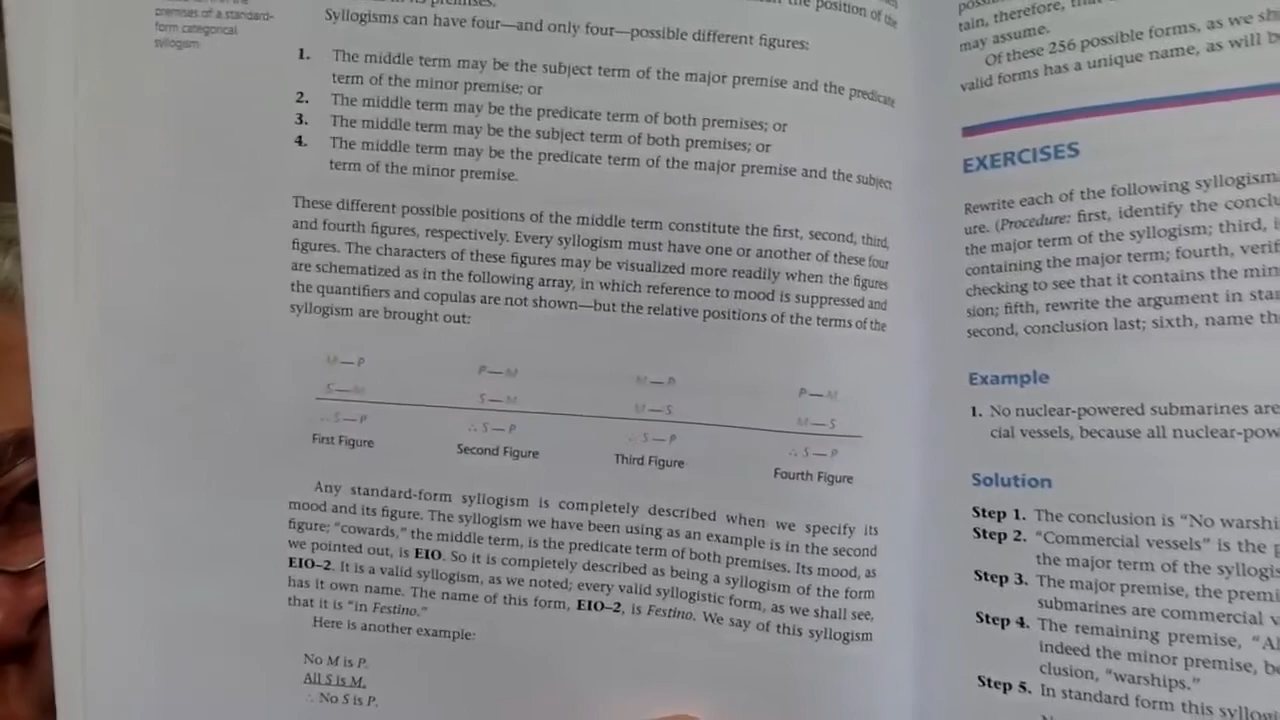 premises of a standard-
form categorical
syllogism
premises.
the position of the
Syllogisms can have four—and only four—possible different figures:
1. The middle term may be the subject term of the major premise and the predicate
term of the minor premise; or
2. The middle term may be the predicate term of both premises; or
3. The middle term may be the subject term of both premises; or
4. The middle term may be the predicate term of the major premise and the subject
term of the minor premise.
These different possible positions of the middle term constitute the first, second, third,
and fourth figures, respectively. Every syllogism must have one or another of these four
figures. The characters of these figures may be visualized more readily when the figures
are schematized as in the following array, in which reference to mood is suppressed and
the quantifiers and copulas are not shown—but the relative positions of the terms of the
syllogism are brought out:
M—P P—M M—P P—M
S—M S—M M—S M—S
∴ S—P ∴ S—P ∴ S—P ∴ S—P
First Figure Second Figure Third Figure Fourth Figure
Any standard-form syllogism is completely described when we specify its
mood and its figure. The syllogism we have been using as an example is in the second
figure; “cowards,” the middle term, is the predicate term of both premises. Its mood, as
we pointed out, is EIO. So it is completely described as being a syllogism of the form
EIO–2. It is a valid syllogism, as we noted; every valid syllogistic form, as we shall see,
has it own name. The name of this form, EIO–2, is Festino. We say of this syllogism
that it is “in Festino.”
Here is another example:
No M is P.
All S is M.
∴ No S is P.
tain, therefore,
may assume.
Of these 256 possible forms, as we
valid forms has a unique name, as will
EXERCISES
Rewrite each of the following syllogism
ure. (Procedure: first, identify the
the major term of the syllogism; third,
containing the major term; fourth,
checking to see that it contains the
sion; fifth, rewrite the argument in
second, conclusion last; sixth, name
Example
1. No nuclear-powered submarines are
cial vessels, because all
Solution
Step 1. The conclusion is “No
Step 2. “Commercial vessels” is the
the major term of the
Step 3. The major premise, the
submarines are commercial
Step 4. The remaining premise,
indeed the minor premise,
clusion, “warships.”
Step 5. In standard form this